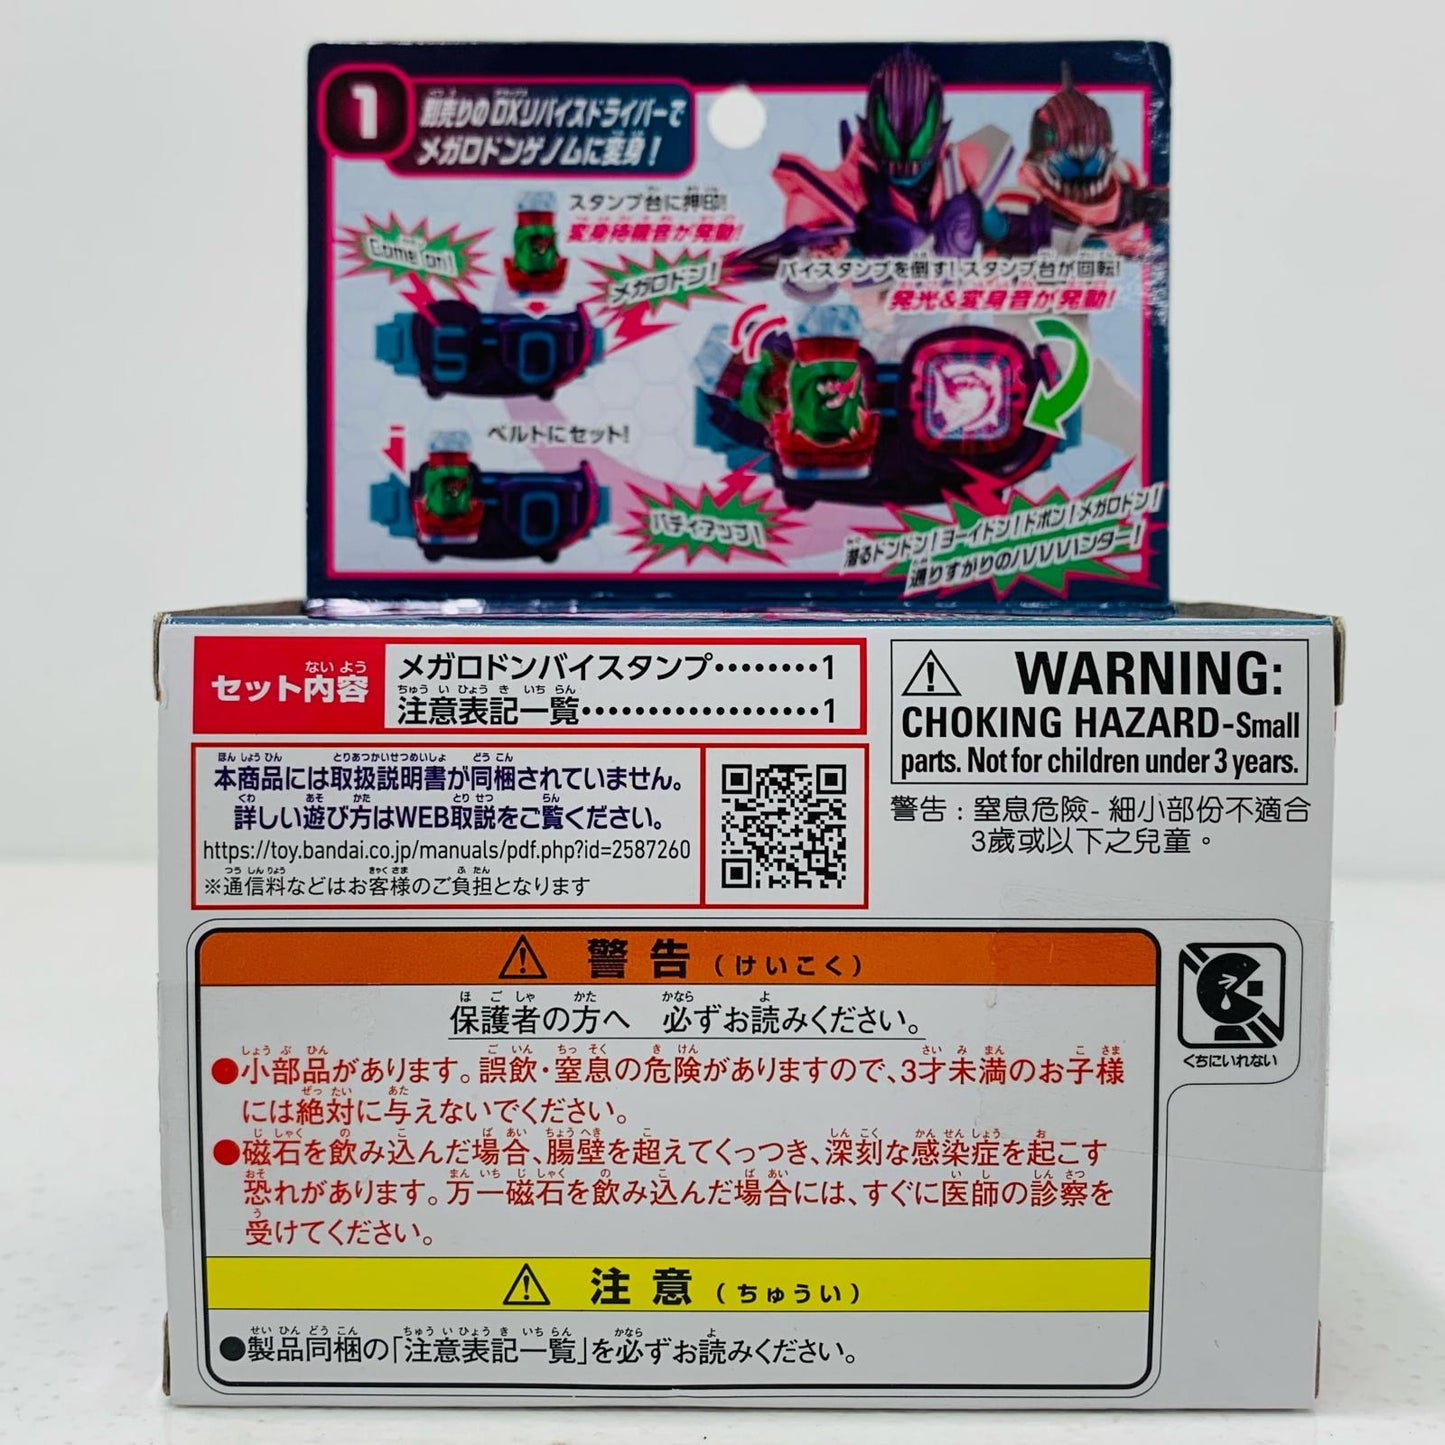 1
別売りのDXリバイスドライバーで
メガロドンゲノムに変身!
スタンプ台に押印!
変身待機音が発動!
Come on!
メガロドン!
バイスタンプを倒す!スタンプ台が回転!
発光&変身音が発動!
ベルトにセット!
バディアップ!
潜るドンドン!ヨーイドン!ドボン!メガロドン!
通りすがりのハハハハンター!
セット内容
メガロドンバイスタンプ・・・・・・・・1
注意表記一覧・・・・・・・・・・・・・・・・・・・1
本商品には取扱説明書が同梱されていません。
詳しい遊び方はWEB取説をご覧ください。
https://toy.bandai.co.jp/manuals/pdf.php?id=2587260
※通信料などはお客様のご負担となります
WARNING:
CHOKING HAZARD-Small
parts. Not for children under 3 years.
警告:窒息危險-細小部份不適合
3歲或以下之兒童。
警告(けいこく)
保護者の方へ 必ずお読みください。
●小部品があります。誤飲・窒息の危険がありますので、3才未満のお子様
には絶対に与えないでください。
●磁石を飲み込んだ場合、腸壁を超えてくっつき、深刻な感染症を起こす
恐れがあります。万一磁石を飲み込んだ場合には、すぐに医師の診察を
受けてください。
くちにいれない
注意(ちゅうい)
●製品同梱の「注意表記一覧」を必ずお読みください。